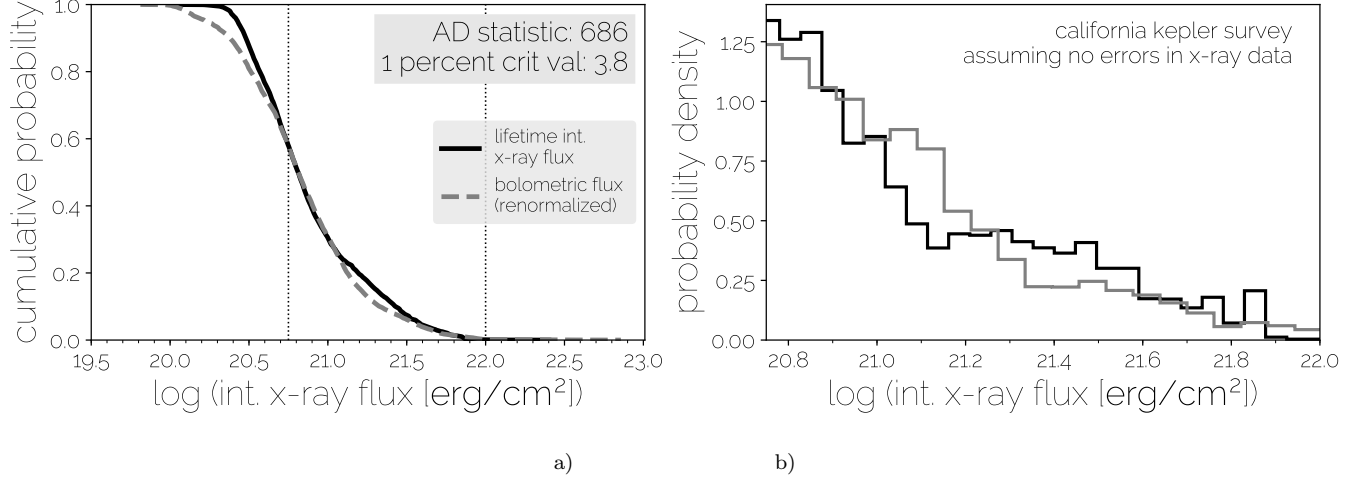 cumulative probability
1.0
0.8
0.6
0.4
0.2
0.0
AD statistic: 686
1 percent crit val: 3.8
lifetime int.
x-ray flux
bolometric flux
(renormalized)
19.5 20.0 20.5 21.0 21.5 22.0 22.5 23.0
log (int. x-ray flux [erg/cm²])
a)
probability density
1.25
1.00
0.75
0.50
0.25
0.00
california kepler survey
assuming no errors in x-ray data
20.8 21.0 21.2 21.4 21.6 21.8 22.0
log (int. x-ray flux [erg/cm²])
b)